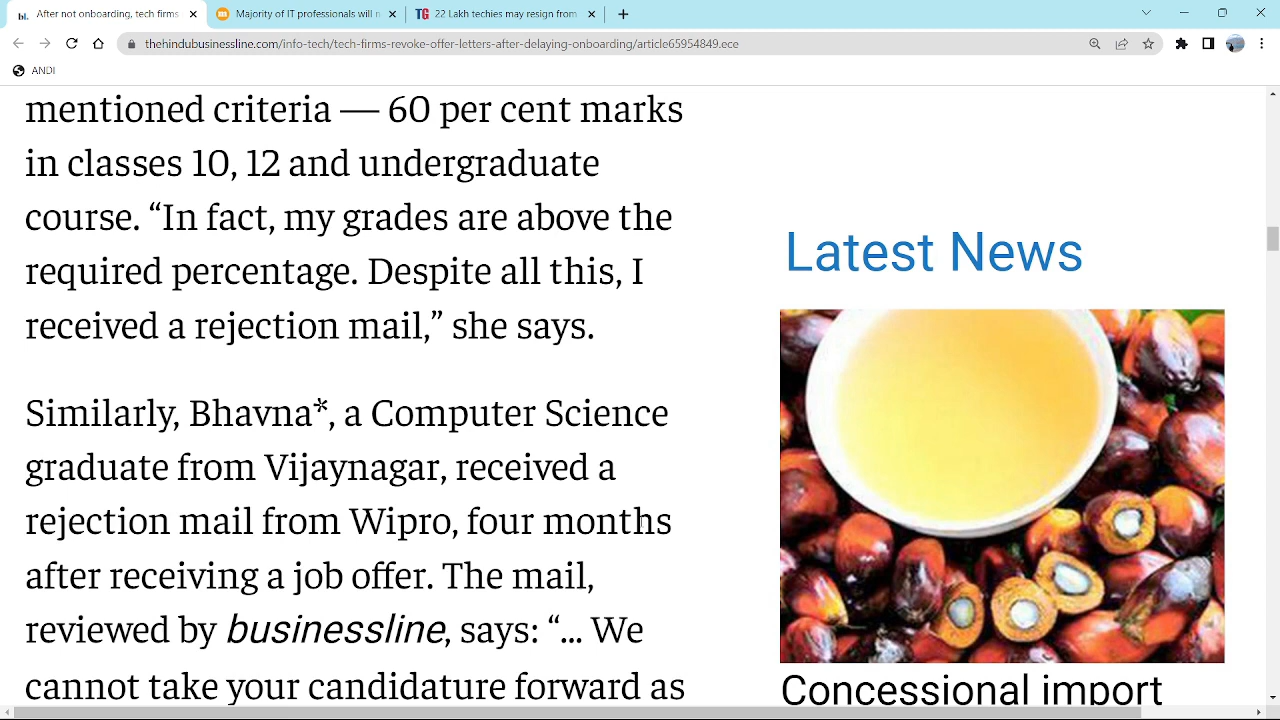 bl. After not onboarding, tech firms
m Majority of IT professionals will n
TG 22 Lakh techies may resign from
thehindubusinessline.com/info-tech/tech-firms-revoke-offer-letters-after-delaying-onboarding/article65954849.ece
ANDI
mentioned criteria — 60 per cent marks
in classes 10, 12 and undergraduate
course. “In fact, my grades are above the
required percentage. Despite all this, I
received a rejection mail,” she says.
Similarly, Bhavna*, a Computer Science
graduate from Vijaynagar, received a
rejection mail from Wipro, four months
after receiving a job offer. The mail,
reviewed by businessline, says: “... We
cannot take your candidature forward as
Latest News
Concessional import